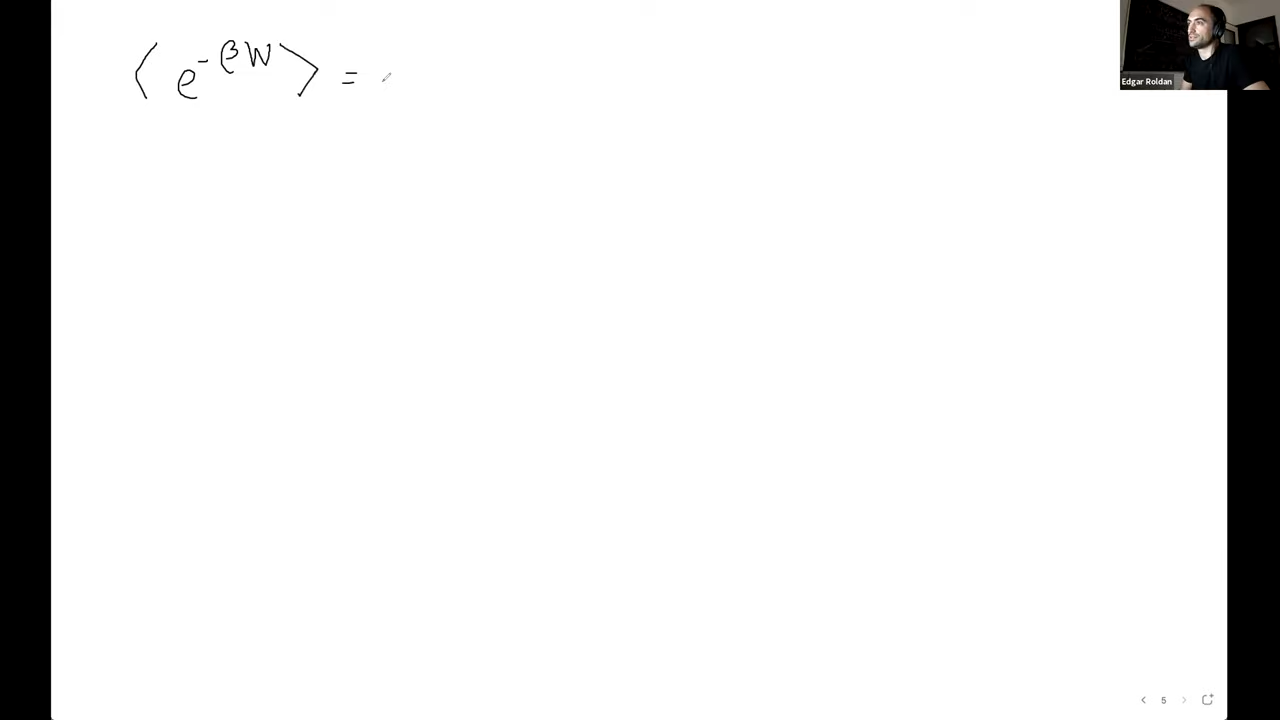 ⟨ e^{-βW} ⟩ =
Edgar Roldan
5